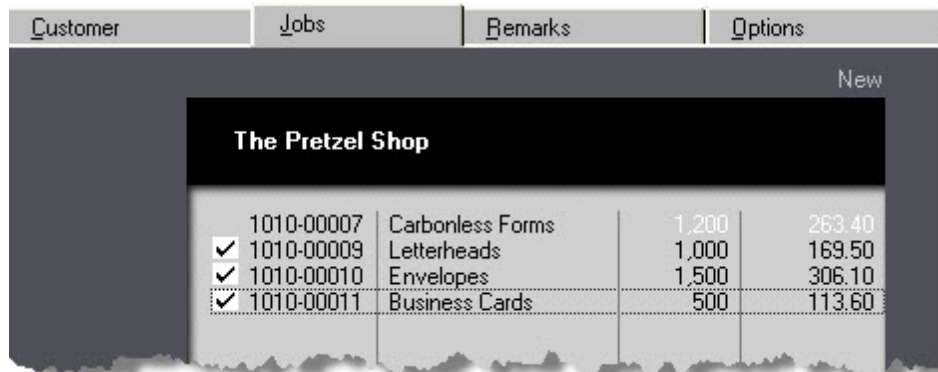 Customer Jobs Remarks Options
New
The Pretzel Shop
1010-00007 Carbonless Forms 1,200 263.40
1010-00009 Letterheads 1,000 169.50
1010-00010 Envelopes 1,500 306.10
1010-00011 Business Cards 500 113.60